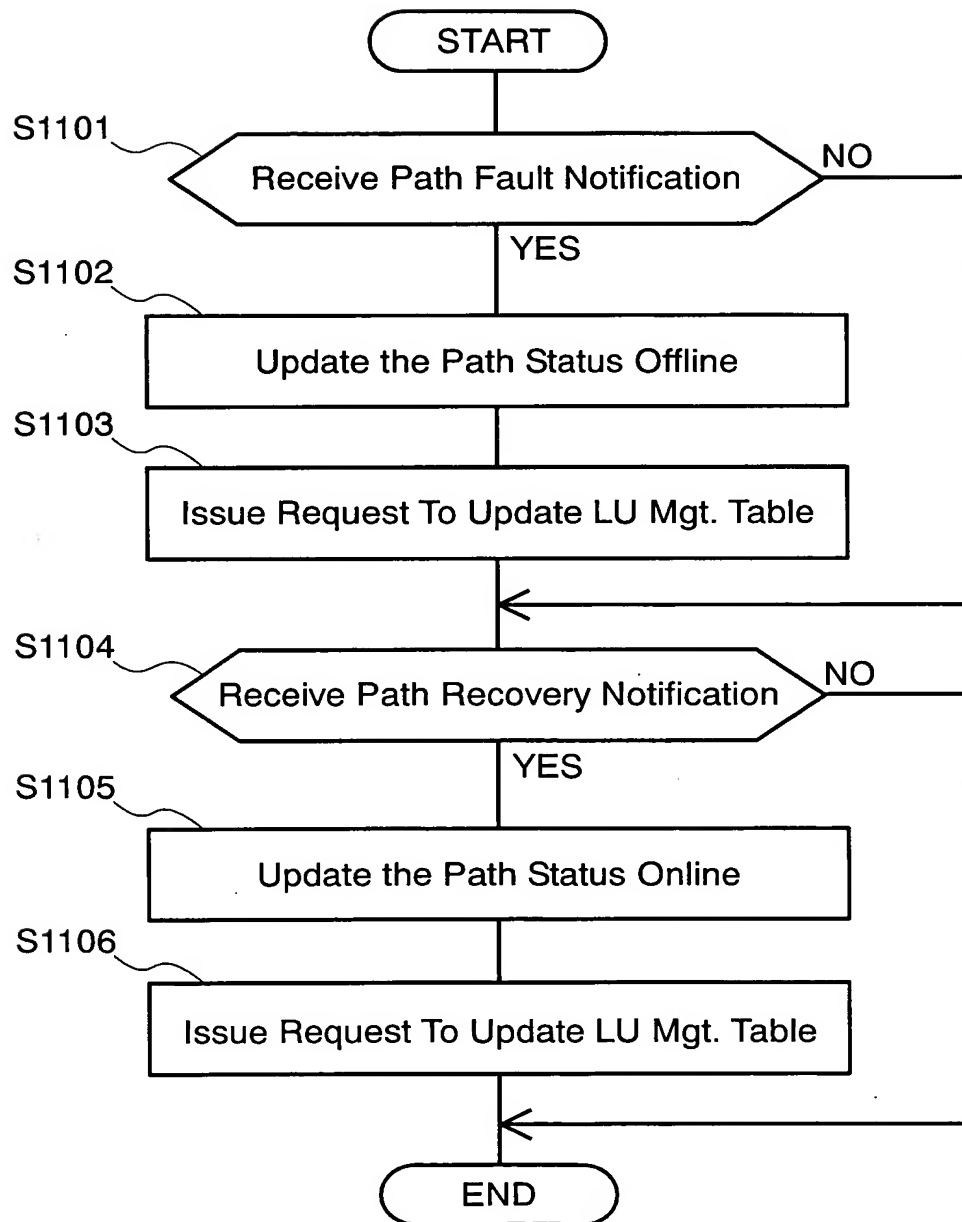 START
S1101
Receive Path Fault Notification
NO
YES
S1102
Update the Path Status Offline
S1103
Issue Request To Update LU Mgt. Table
S1104
Receive Path Recovery Notification
NO
YES
S1105
Update the Path Status Online
S1106
Issue Request To Update LU Mgt. Table
END